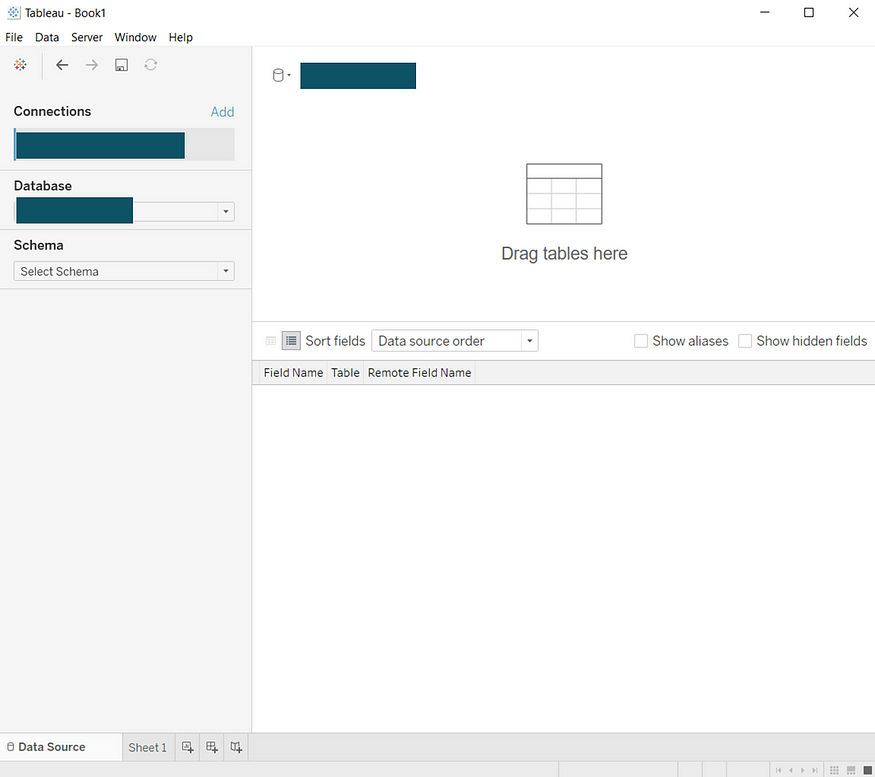 Tableau - Book1
File Data Server Window Help
Connections Add
Database
Schema
Select Schema
Drag tables here
Sort fields Data source order Show aliases Show hidden fields
Field Name Table Remote Field Name
Data Source Sheet 1